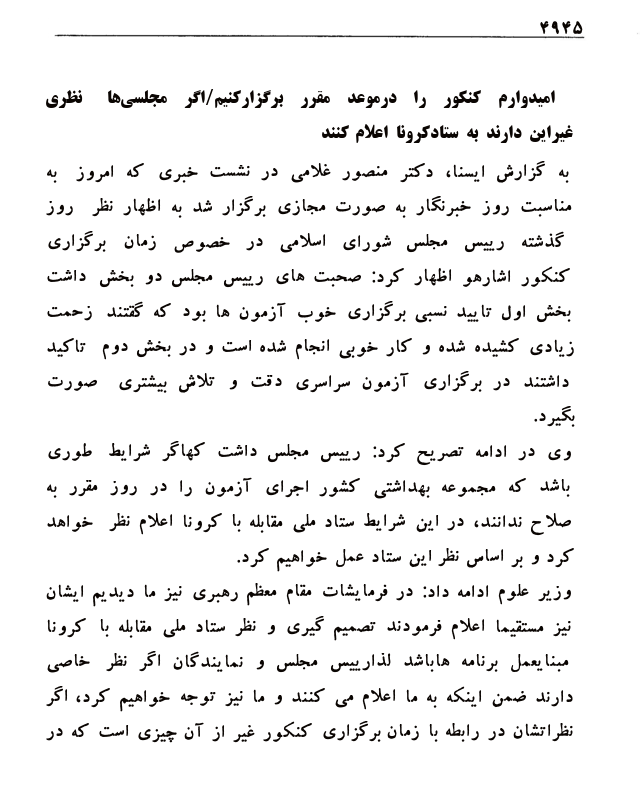 ۴۹۴۵
امیدوارم کنکور را درموعد مقرر برگزارکنیم/اگر مجلسی‌ها نظری
غیراین دارند به ستادکرونا اعلام کنند
به گزارش ایسنا، دکتر منصور غلامی در نشست خبری که امروز به
مناسبت روز خبرنگار به صورت مجازی برگزار شد به اظهار نظر روز
گذشته رییس مجلس شورای اسلامی در خصوص زمان برگزاری
کنکور اشارهو اظهار کرد: صحبت های رییس مجلس دو بخش داشت
بخش اول تایید نسبی برگزاری خوب آزمون ها بود که گفتند زحمت
زیادی کشیده شده و کار خوبی انجام شده است و در بخش دوم تاکید
داشتند در برگزاری آزمون سراسری دقت و تلاش بیشتری صورت
بگیرد.
وی در ادامه تصریح کرد: رییس مجلس داشت کهاگر شرایط طوری
باشد که مجموعه بهداشتی کشور اجرای آزمون را در روز مقرر به
صلاح ندانند، در این شرایط ستاد ملی مقابله با کرونا اعلام نظر خواهد
کرد و بر اساس نظر این ستاد عمل خواهیم کرد.
وزیر علوم ادامه داد: در فرمایشات مقام معظم رهبری نیز ما دیدیم ایشان
نیز مستقیما اعلام فرمودند تصمیم گیری و نظر ستاد ملی مقابله با کرونا
مبنایعمل برنامه هاباشد لذارییس مجلس و نمایندگان اگر نظر خاصی
دارند ضمن اینکه به ما اعلام می کنند و ما نیز توجه خواهیم کرد، اگر
نظراتشان در رابطه با زمان برگزاری کنکور غیر از آن چیزی است که در